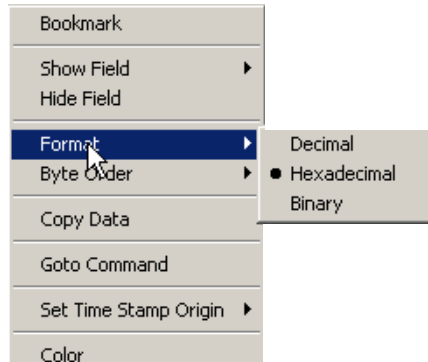 Bookmark
Show Field
Hide Field
Format
Byte Order
Copy Data
Goto Command
Set Time Stamp Origin
Color
Decimal
Hexadecimal
Binary